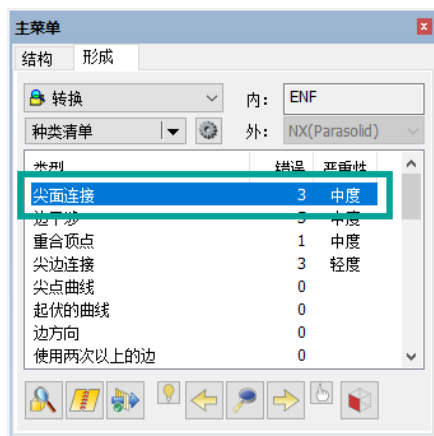 主菜单
结构 形成
转换 内: ENF
种类清单 外: NX(Parasolid)
类型 错误 严重性
尖面连接 3 中度
边干涉 3 中度
重合顶点 1 中度
尖边连接 3 轻度
尖点曲线 0
起伏的曲线 0
边方向 0
使用两次以上的边 0